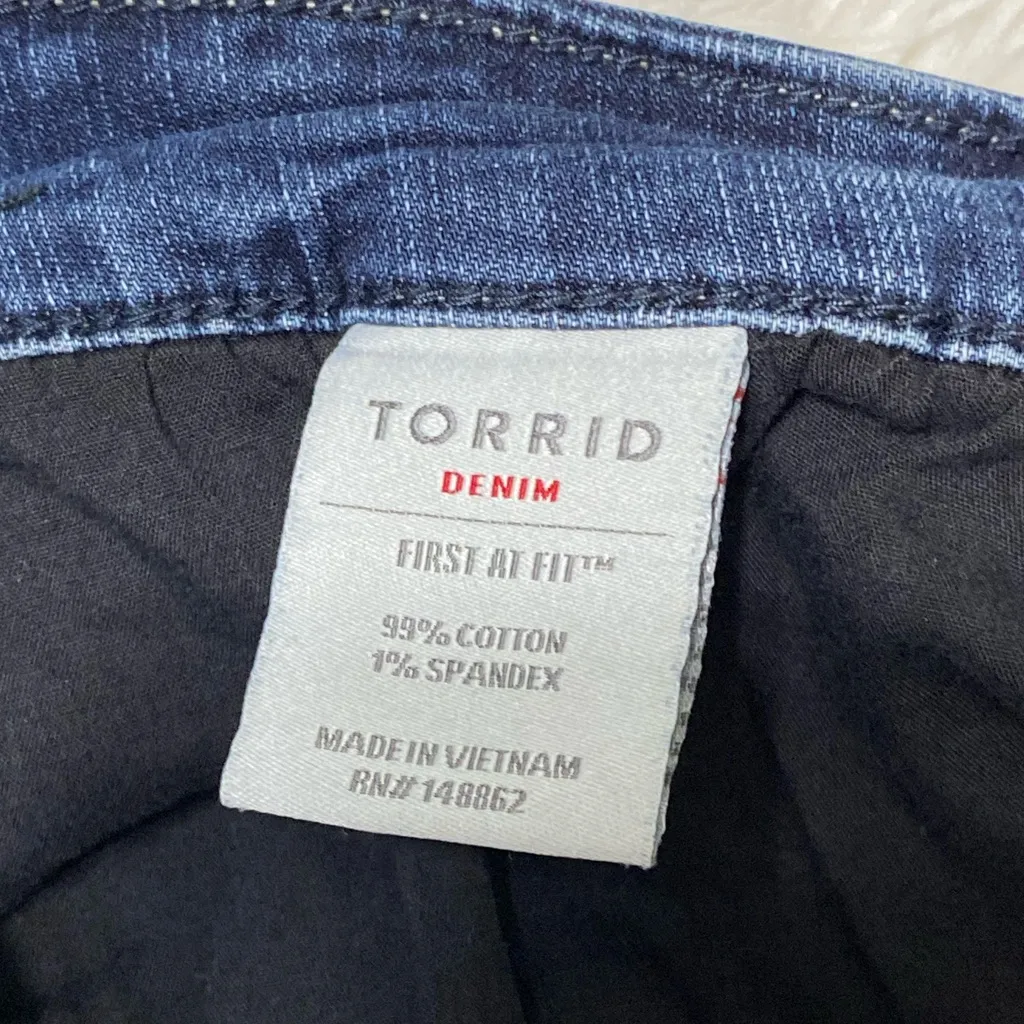 TORRID
DENIM
FIRST AT FIT™
99% COTTON
1% SPANDEX
MADE IN VIETNAM
RN# 148862